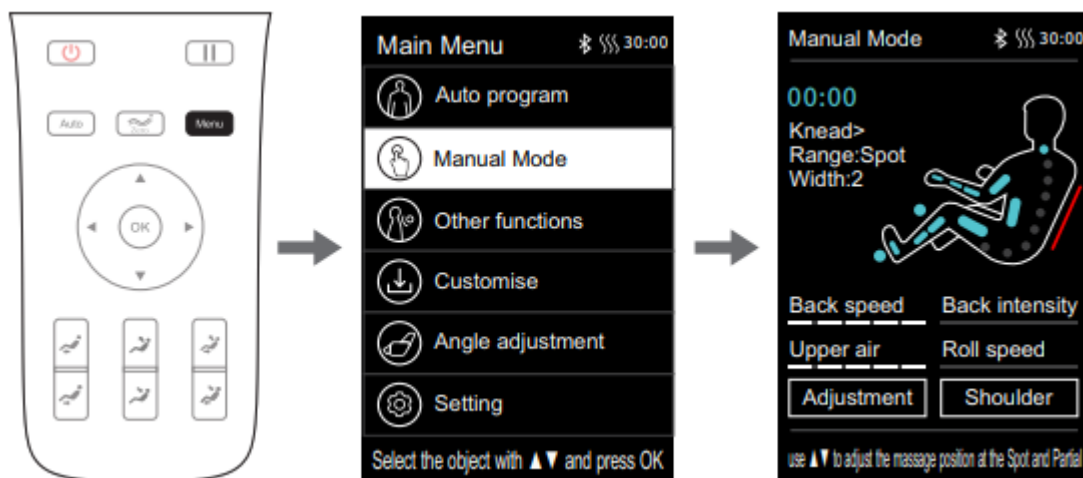 Auto
Zero
Menu
OK
Main Menu 30:00
Auto program
Manual Mode
Other functions
Customise
Angle adjustment
Setting
Select the object with ▲▼ and press OK
Manual Mode 30:00
00:00
Knead>
Range:Spot
Width:2
Back speed Back intensity
Upper air Roll speed
Adjustment Shoulder
use ▲▼ to adjust the massage position at the Spot and Partial